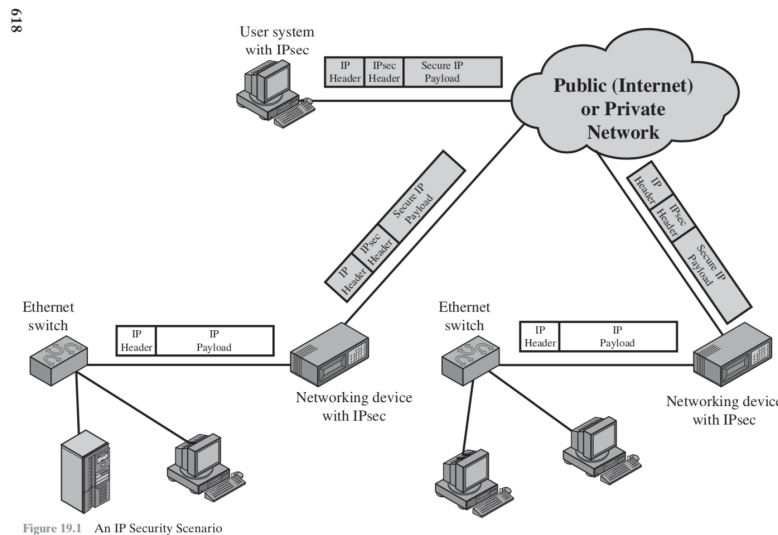 618
User system
with IPsec
IP
Header
IPsec
Header
Secure IP
Payload
Public (Internet)
or Private
Network
IP
Header
IPsec
Header
Secure IP
Payload
IP
Header
IPsec
Header
Secure IP
Payload
Ethernet
switch
IP
Header
IP
Payload
Networking device
with IPsec
Ethernet
switch
IP
Header
IP
Payload
Networking device
with IPsec
Figure 19.1 An IP Security Scenario